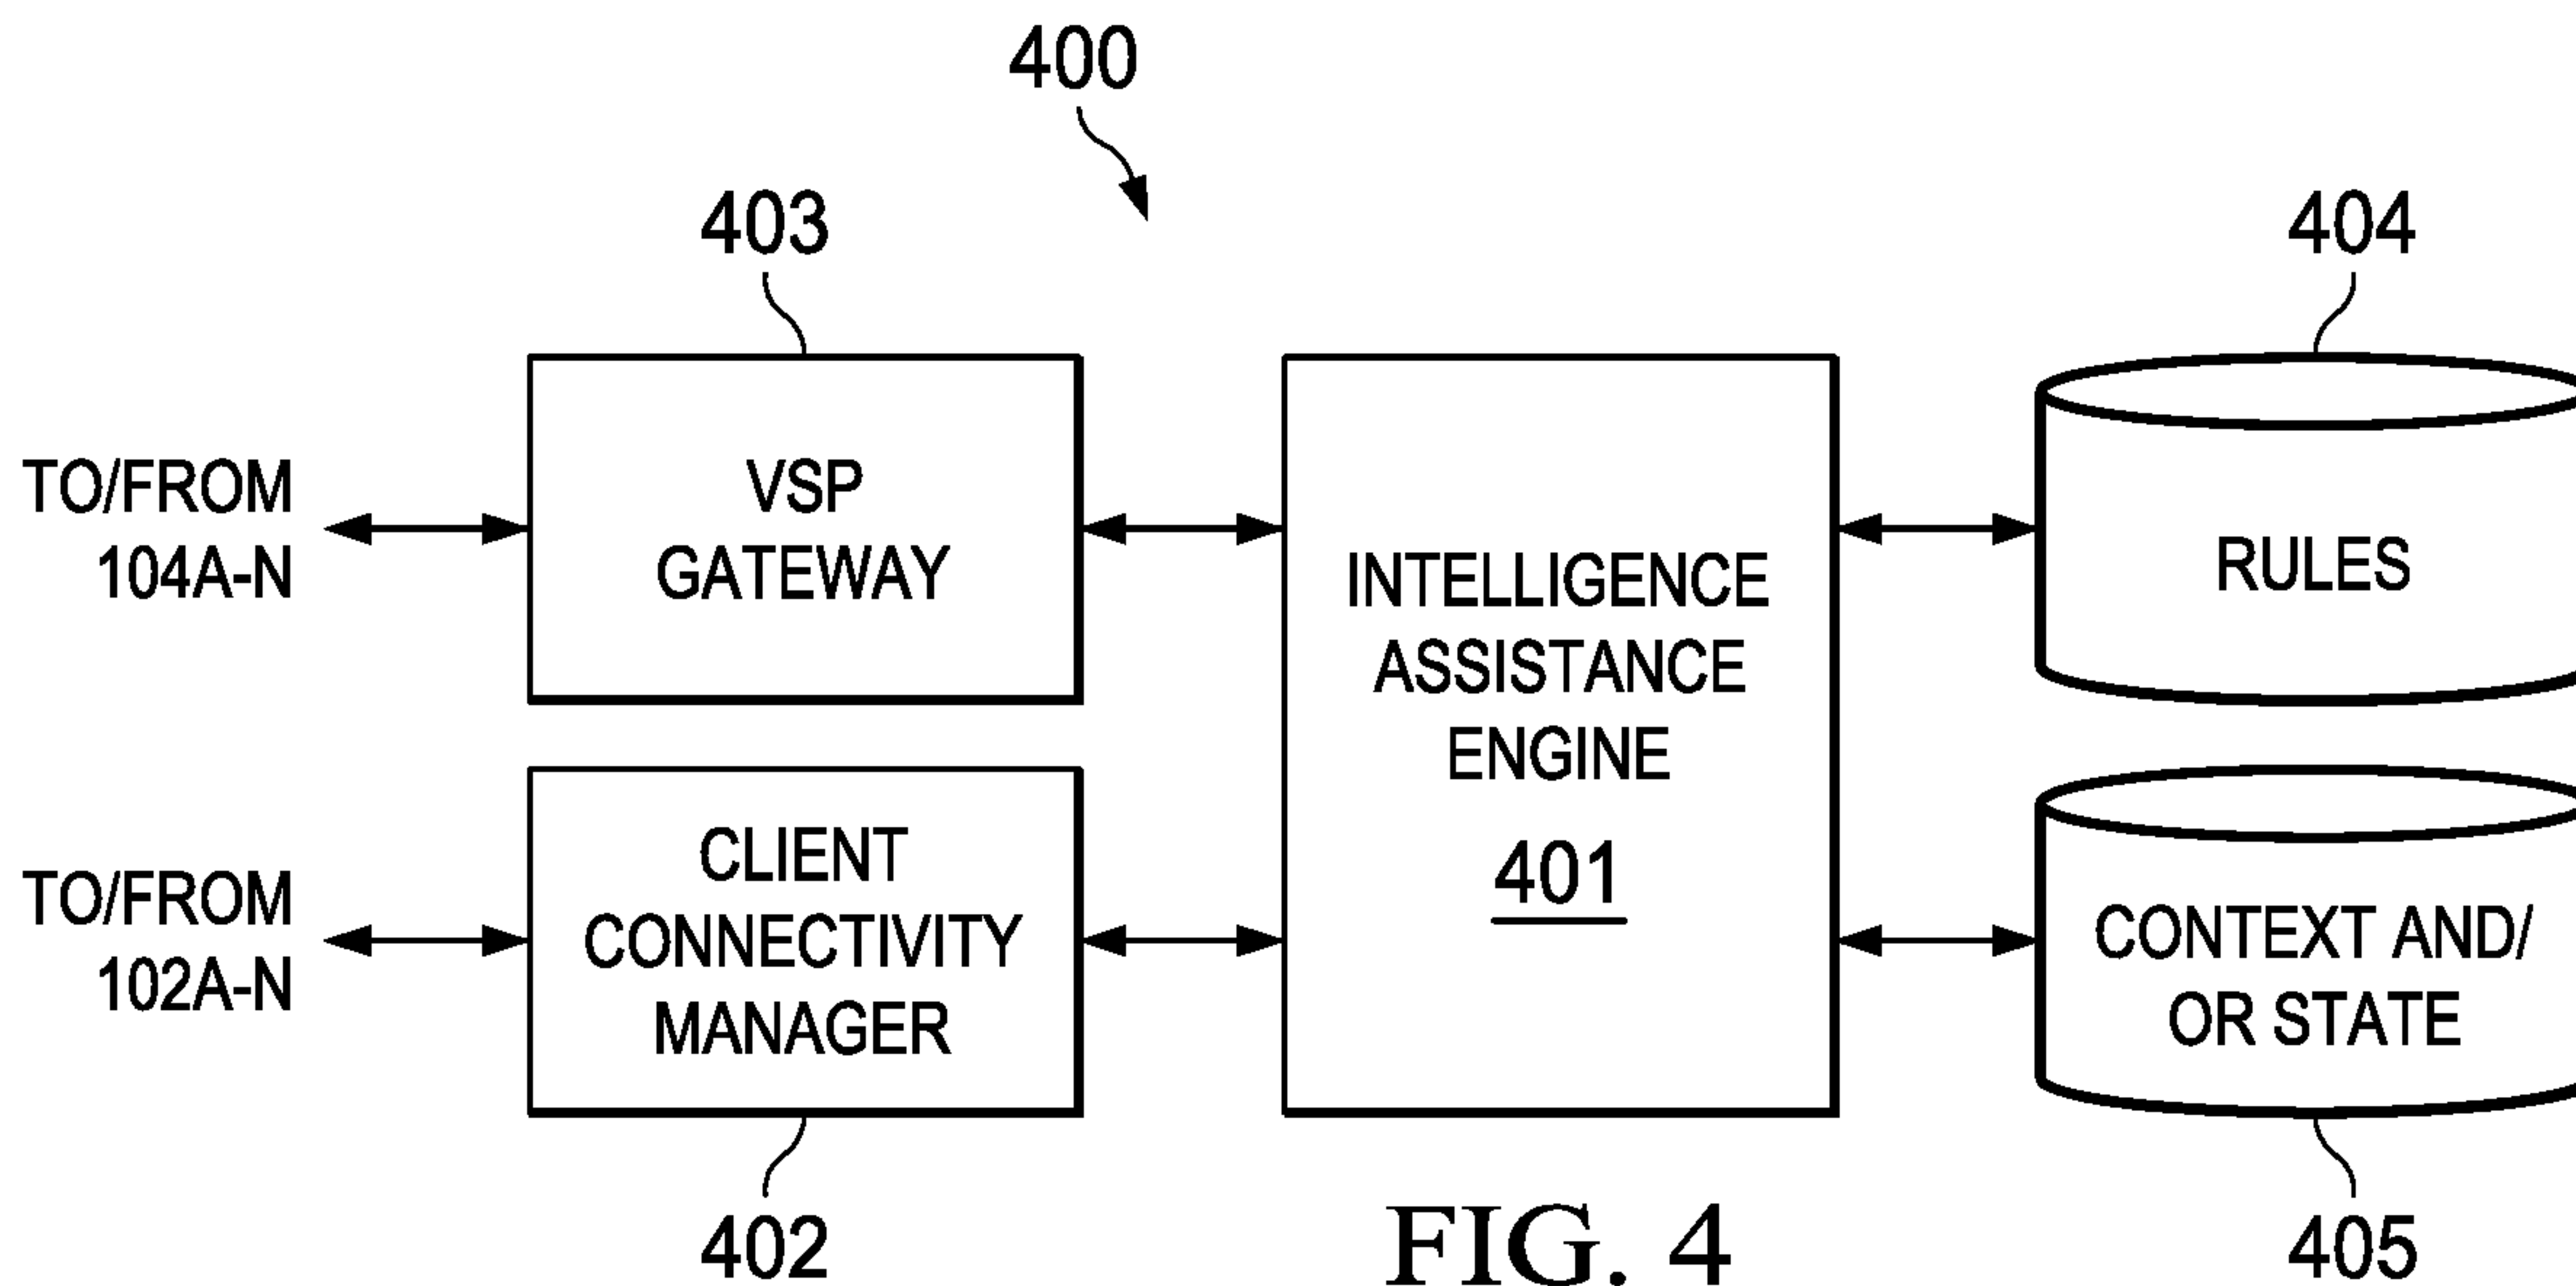 400
403
404
TO/FROM
104A-N
VSP
GATEWAY
INTELLIGENCE
ASSISTANCE
ENGINE
401
RULES
TO/FROM
102A-N
CLIENT
CONNECTIVITY
MANAGER
CONTEXT AND/
OR STATE
402
405
FIG. 4